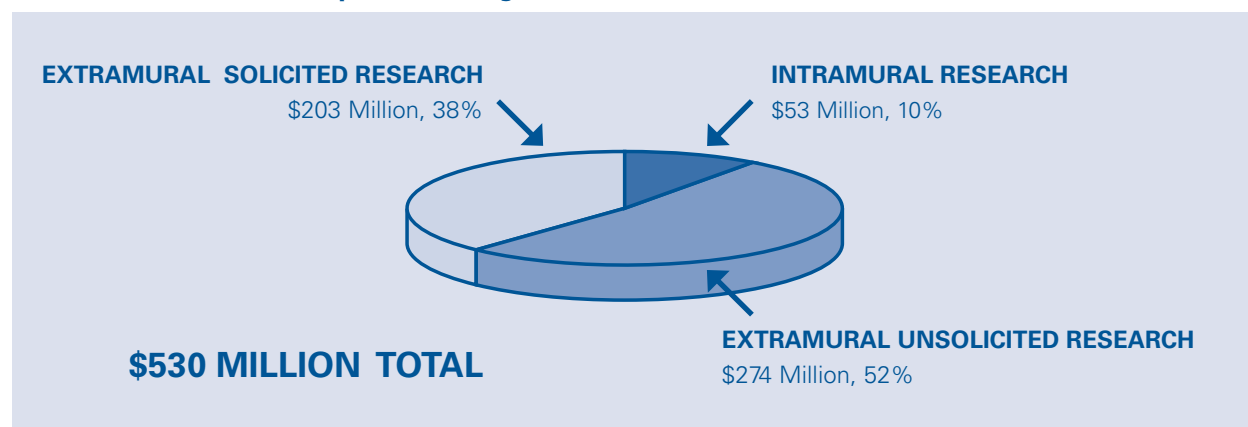 EXTRAMURAL SOLICITED RESEARCH
$203 Million, 38%
INTRAMURAL RESEARCH
$53 Million, 10%
EXTRAMURAL UNSOLICITED RESEARCH
$274 Million, 52%
$530 MILLION TOTAL